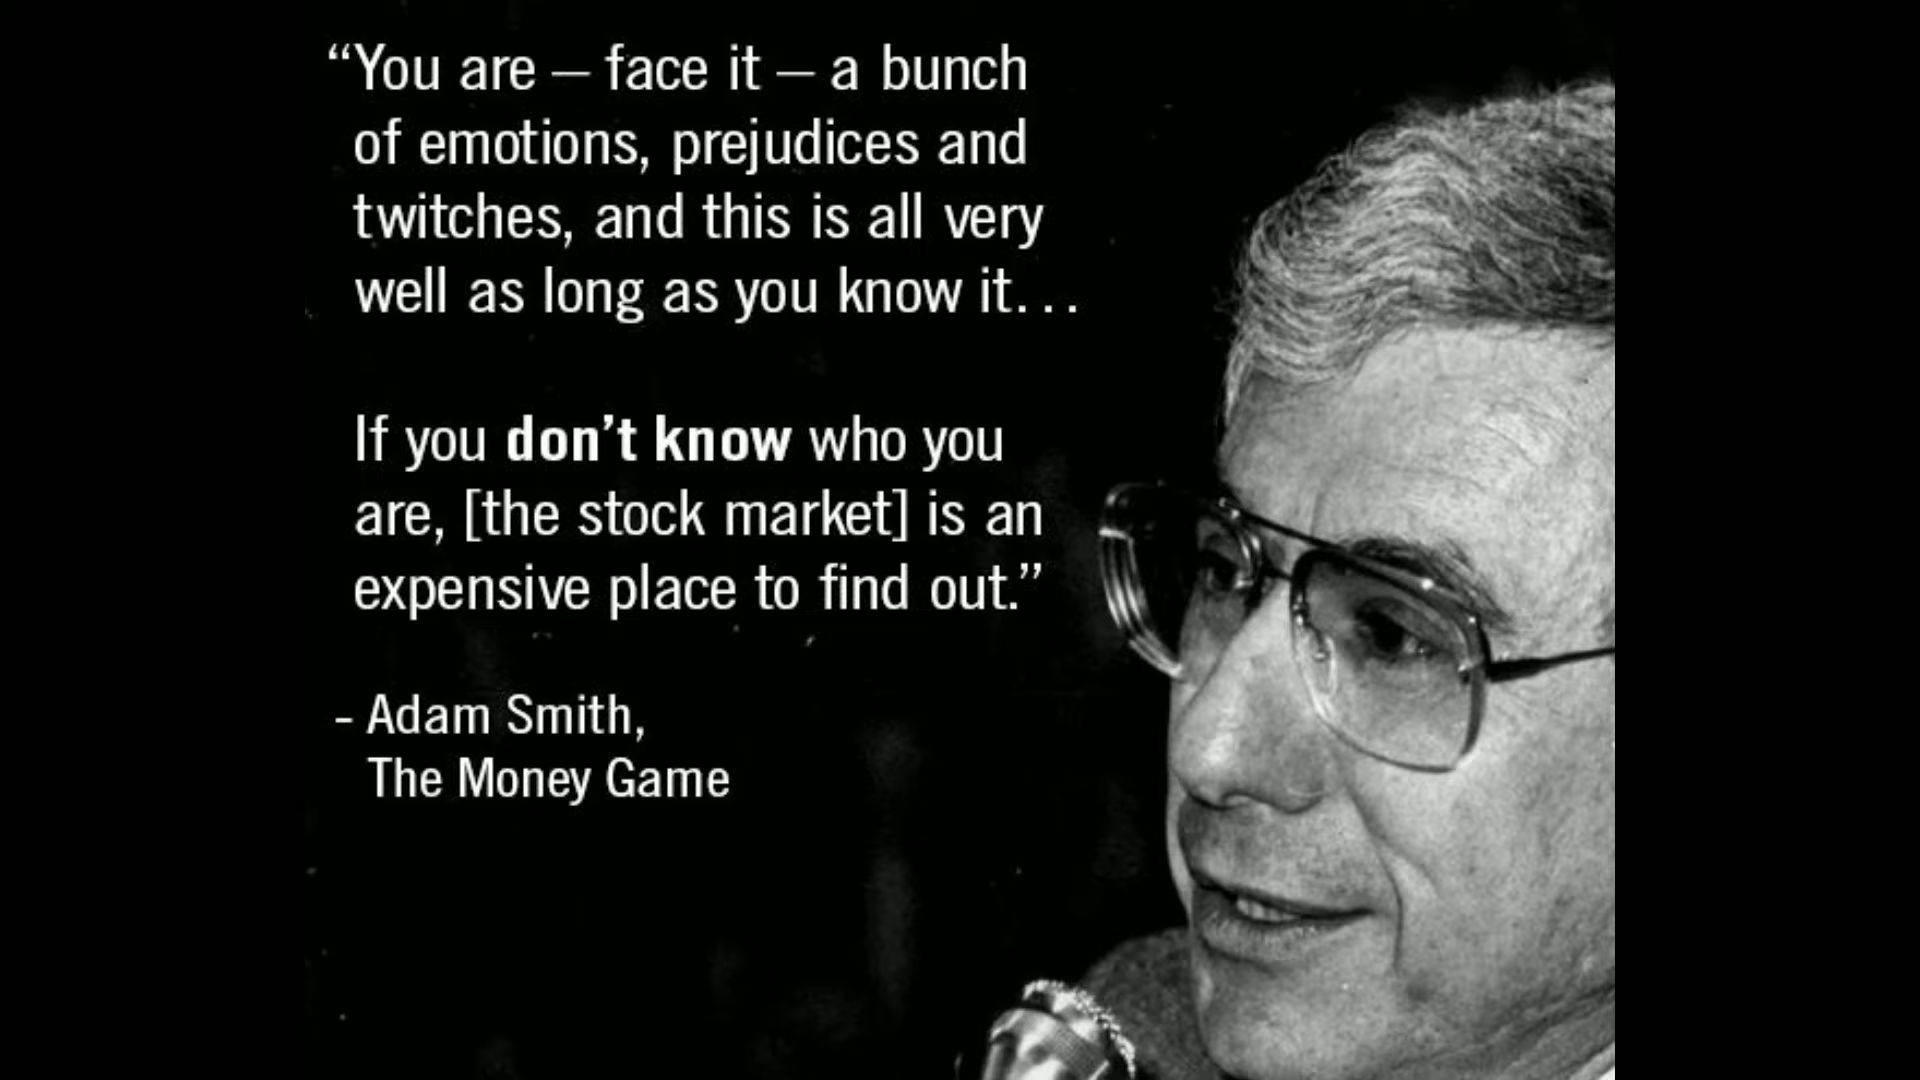 “You are – face it – a bunch
of emotions, prejudices and
twitches, and this is all very
well as long as you know it...
If you don’t know who you
are, [the stock market] is an
expensive place to find out.”
- Adam Smith,
The Money Game